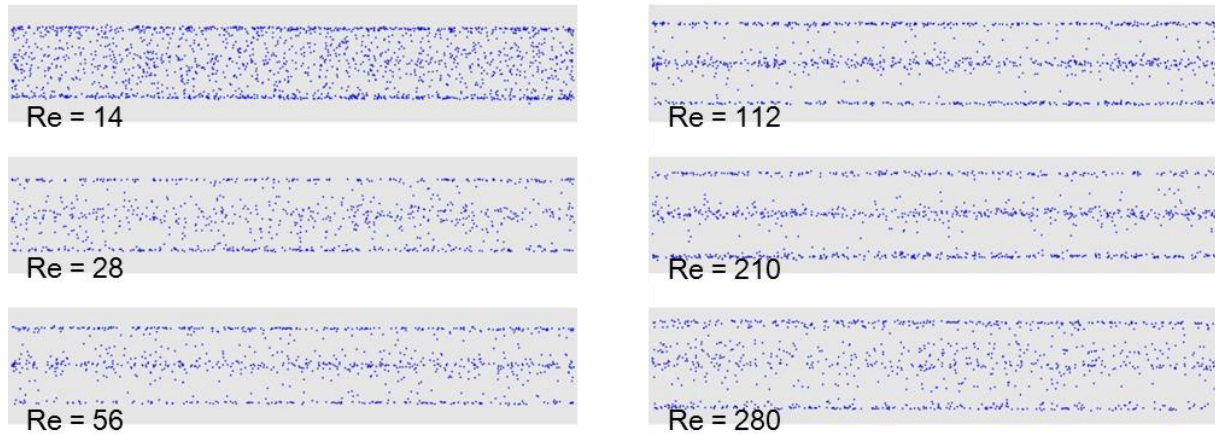 Re = 14
Re = 28
Re = 56
Re = 112
Re = 210
Re = 280